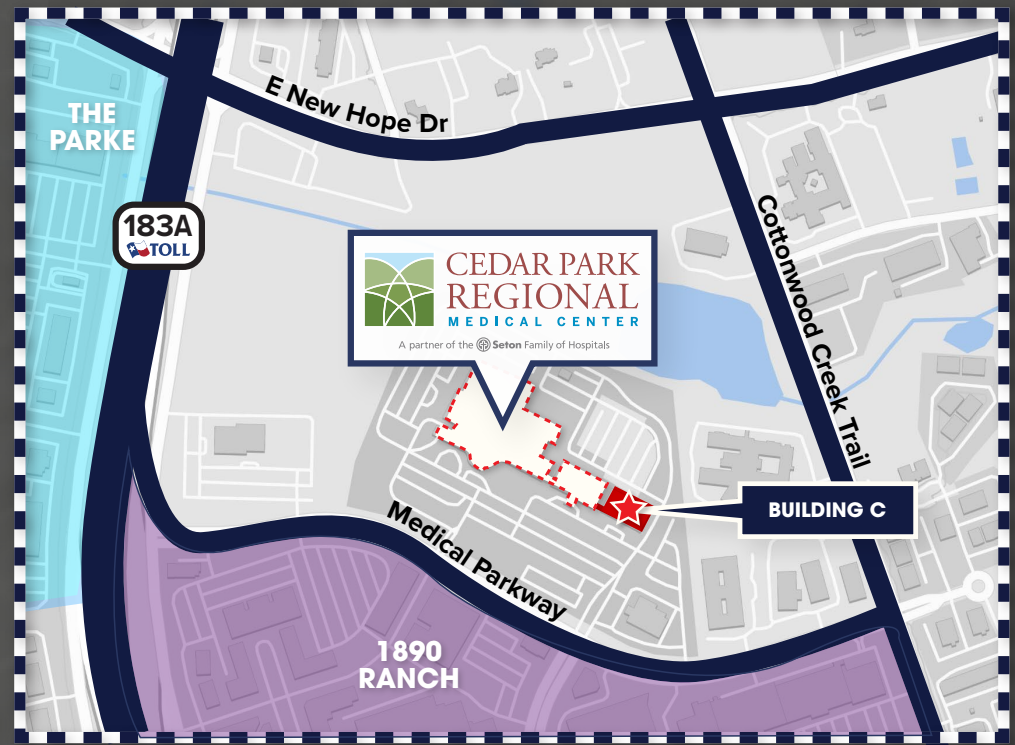 E New Hope Dr
THE
PARKE
183A
TOLL
Cottonwood Creek Trail
CEDAR PARK
REGIONAL
MEDICAL CENTER
A partner of the Seton Family of Hospitals
BUILDING C
Medical Parkway
1890
RANCH